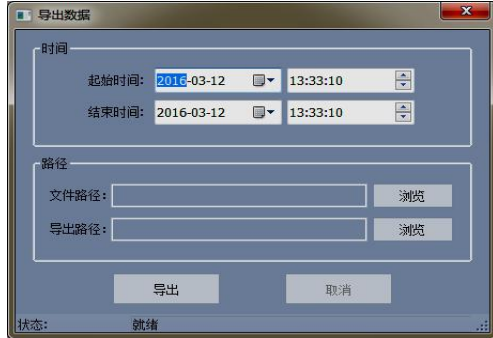 导出数据
时间
起始时间: 2016-03-12 13:33:10
结束时间: 2016-03-12 13:33:10
路径
文件路径: 浏览
导出路径: 浏览
导出 取消
状态: 就绪